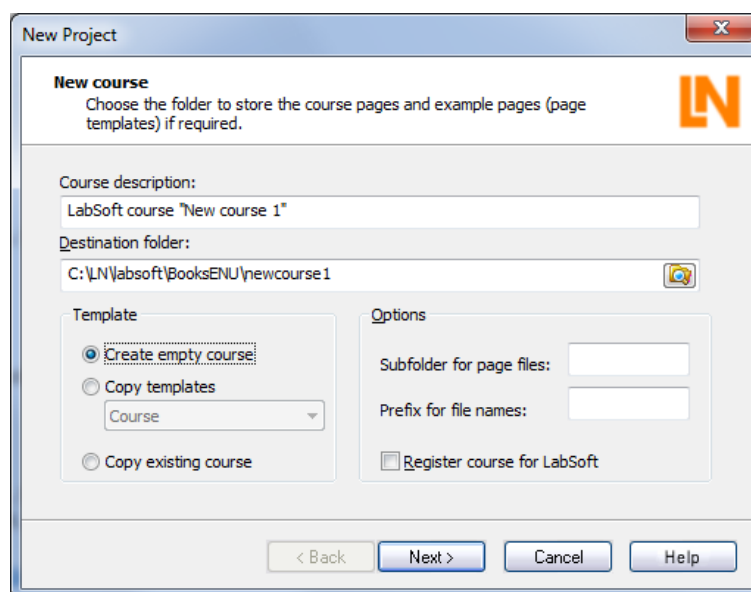 New Project
x
New course
Choose the folder to store the course pages and example pages (page
templates) if required.
LN
Course description:
LabSoft course "New course 1"
Destination folder:
C:\LN\labsoft\BooksENU\newcourse1
Template
Create empty course
Copy templates
Course
Copy existing course
Options
Subfolder for page files:
Prefix for file names:
Register course for LabSoft
< Back
Next >
Cancel
Help